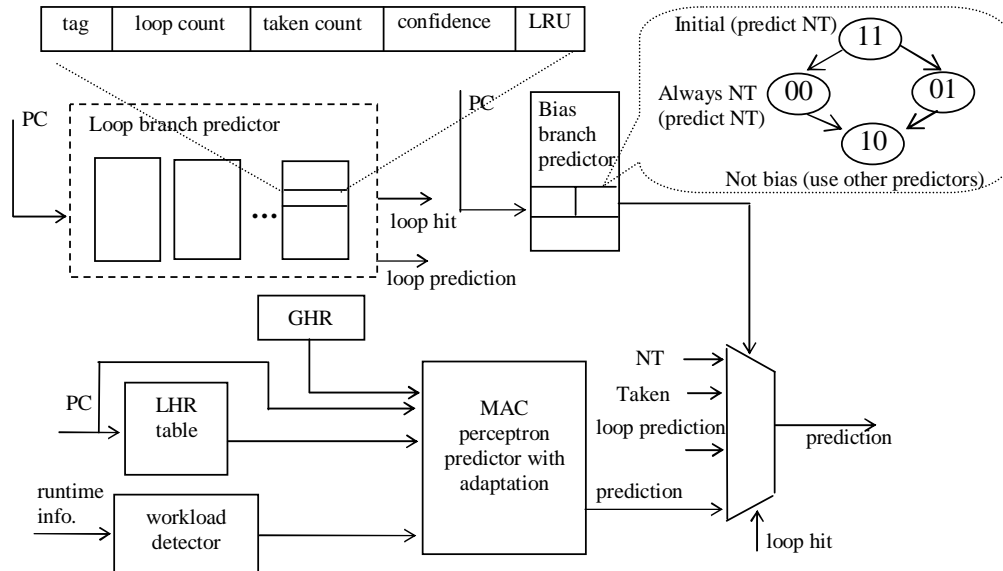 tag loop count taken count confidence LRU
Initial (predict NT)
11
00
01
Always NT
(predict NT)
10
Not bias (use other predictors)
PC
Loop branch predictor
...
loop hit
loop prediction
PC
Bias
branch
predictor
GHR
PC
LHR
table
runtime
info.
workload
detector
MAC
perceptron
predictor with
adaptation
prediction
NT
Taken
loop prediction
prediction
loop hit